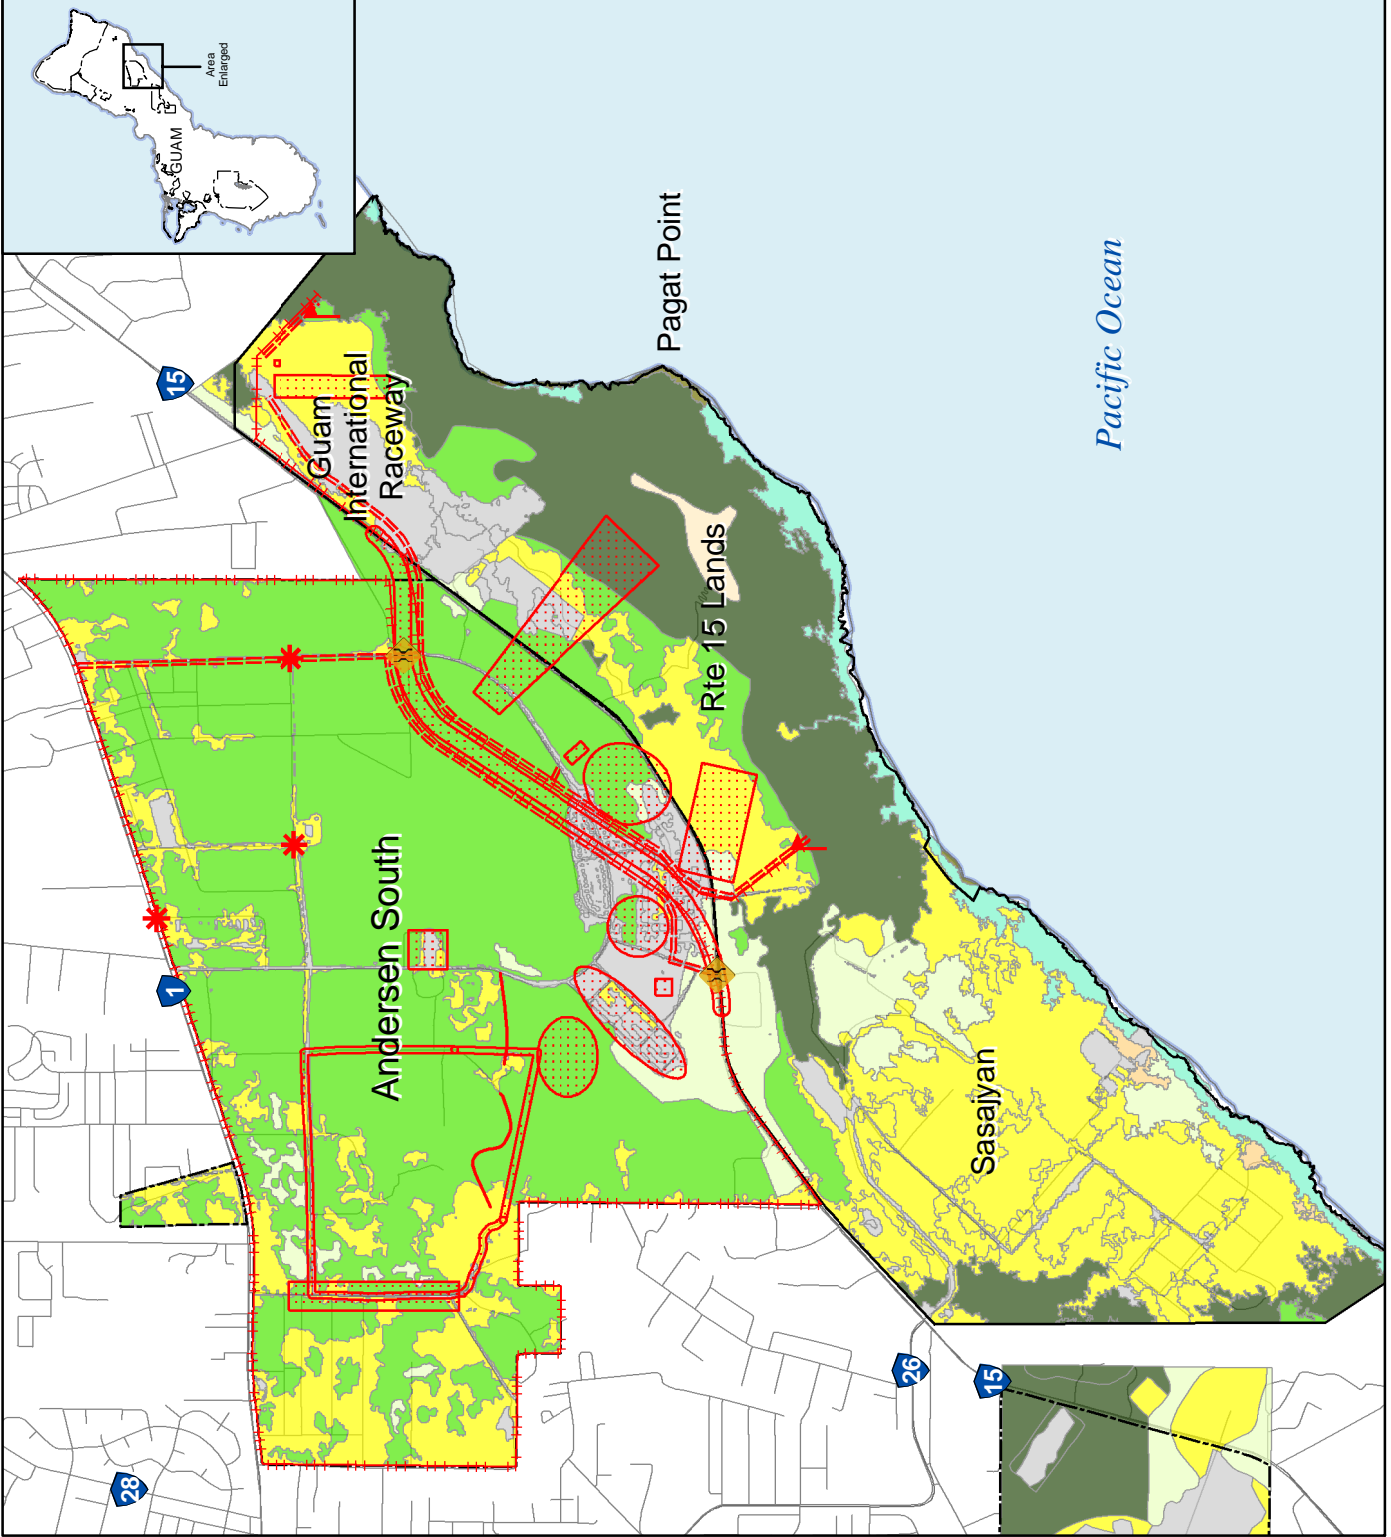 GUAM
Area
Enlarged
15
Guam
International
Raceway
Pagat Point
Pacific Ocean
Rte 15 Lands
Andersen South
1
Sasajyan
28
26
15